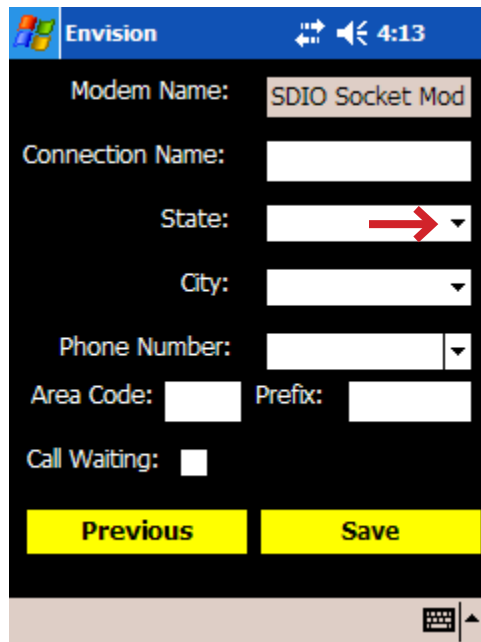 Envision 4:13
Modem Name: SDIO Socket Mod
Connection Name:
State:
City:
Phone Number:
Area Code: Prefix:
Call Waiting:
Previous Save